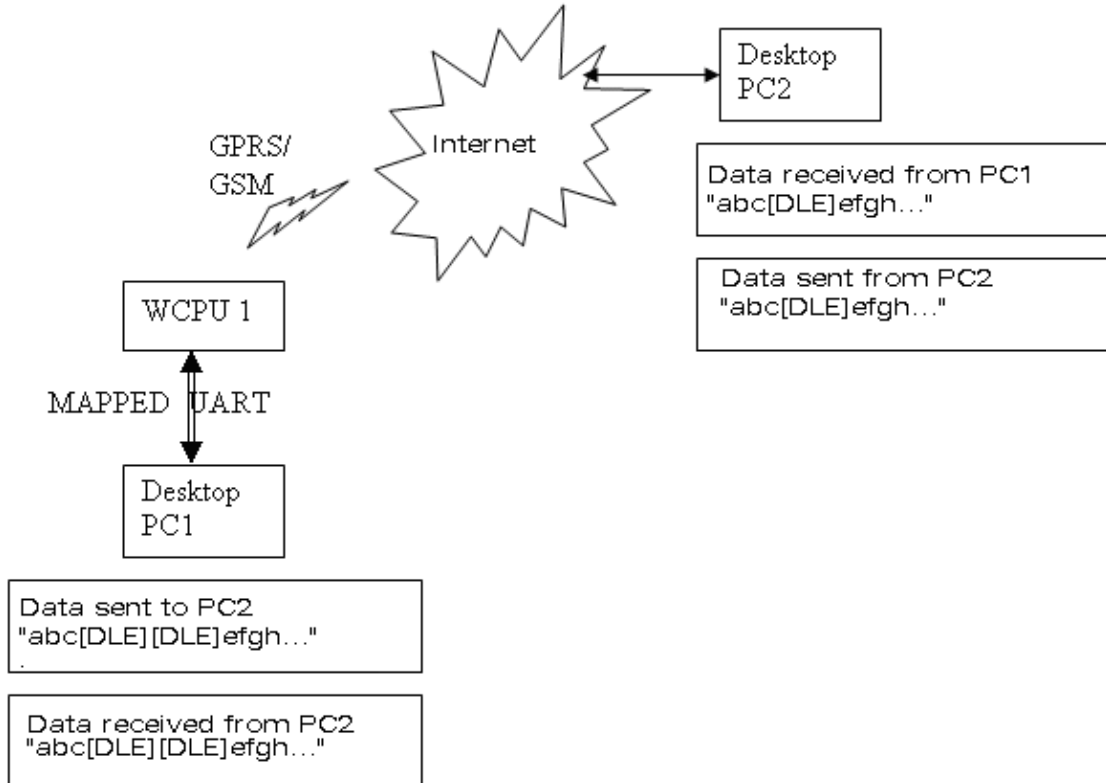 Desktop
PC2
Internet
GPRS/
GSM
Data received from PC1
"abc[DLE]efgh..."
Data sent from PC2
"abc[DLE]efgh..."
WCPU 1
MAPPED UART
Desktop
PC1
Data sent to PC2
"abc[DLE][DLE]efgh..."
.
Data received from PC2
"abc[DLE][DLE]efgh..."